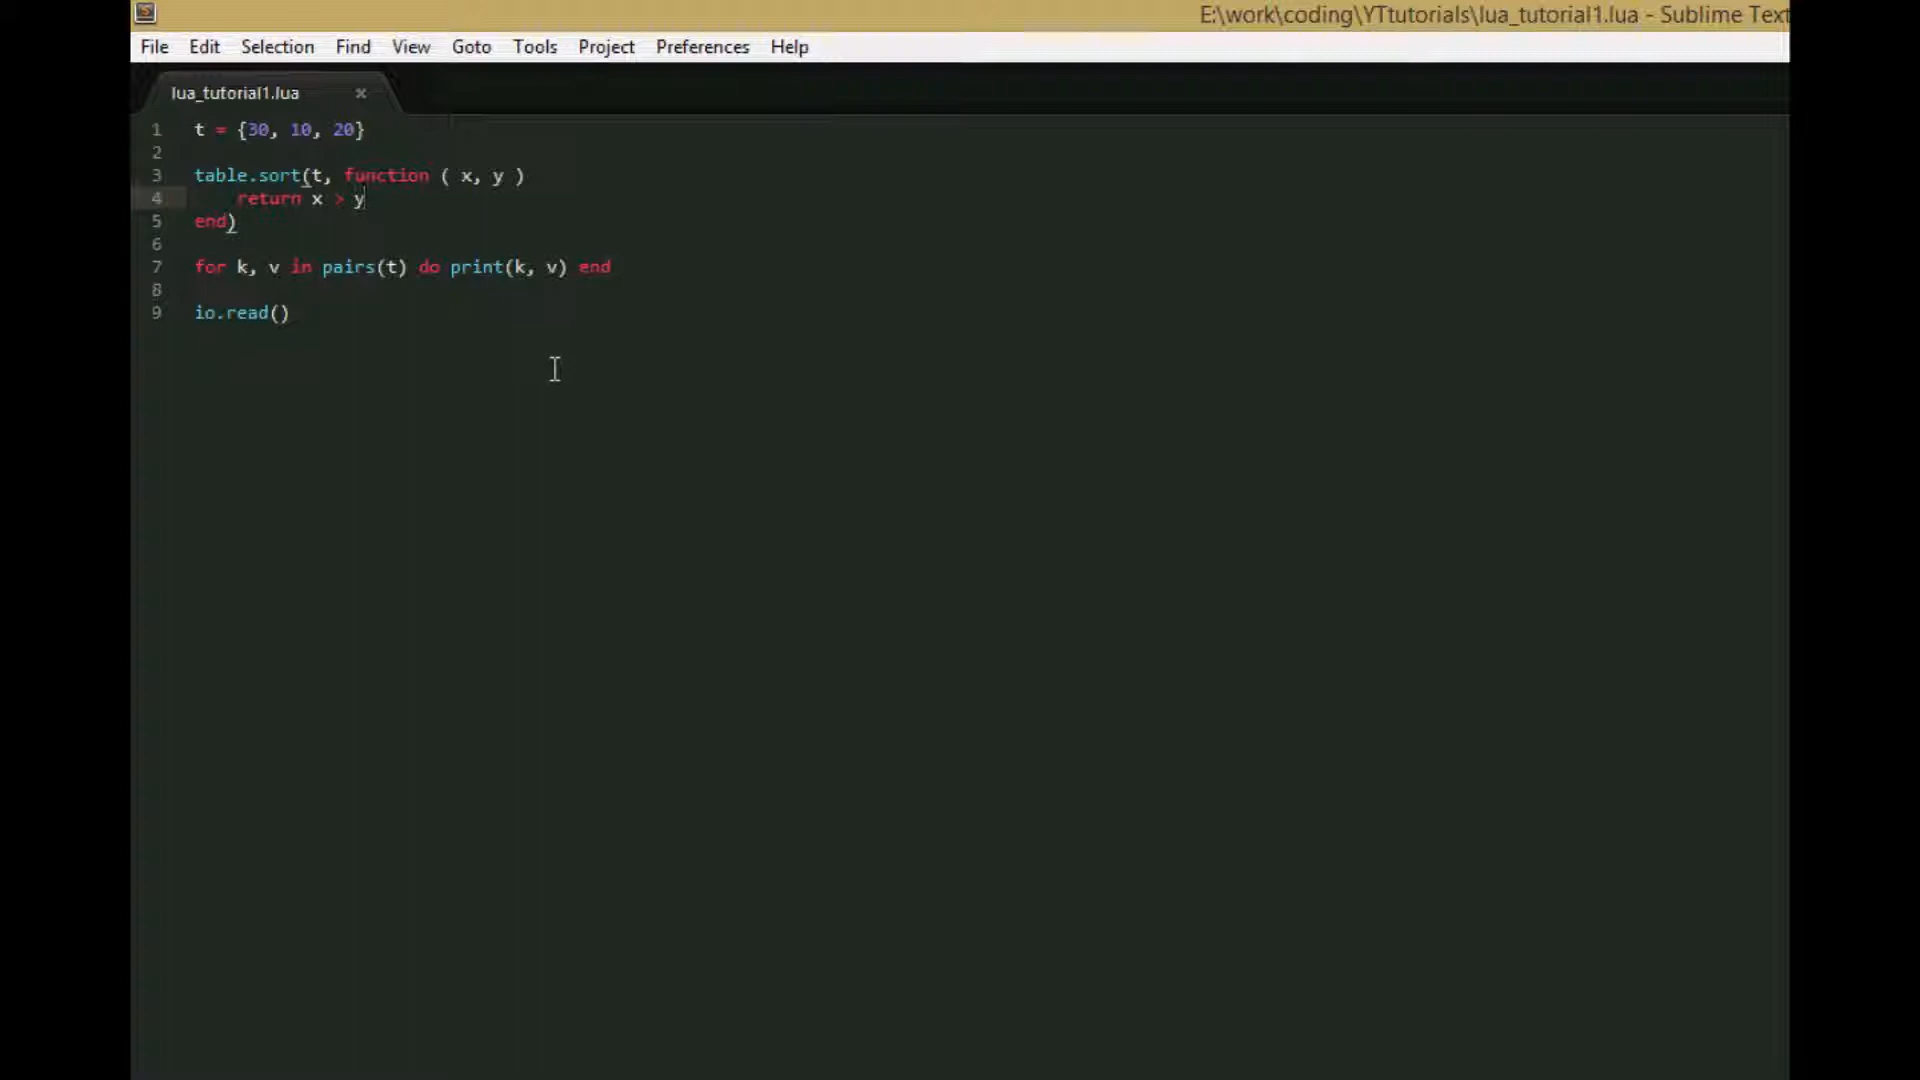 E:\work\coding\YTtutorials\lua_tutorial1.lua - Sublime Text
File Edit Selection Find View Goto Tools Project Preferences Help
lua_tutorial1.lua ×
1 t = {30, 10, 20}
2
3 table.sort(t, function ( x, y )
4     return x > y
5 end)
6
7 for k, v in pairs(t) do print(k, v) end
8
9 io.read()